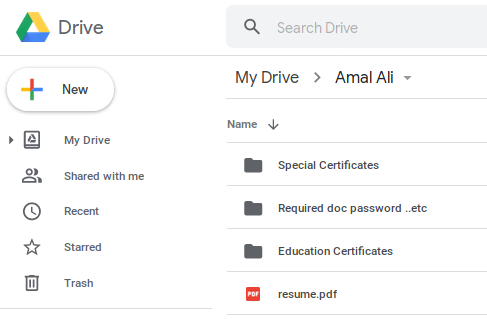 Drive
Search Drive
New
My Drive > Amal Ali
Name
My Drive
Shared with me
Recent
Starred
Trash
Special Certificates
Required doc password ..etc
Education Certificates
PDF resume.pdf